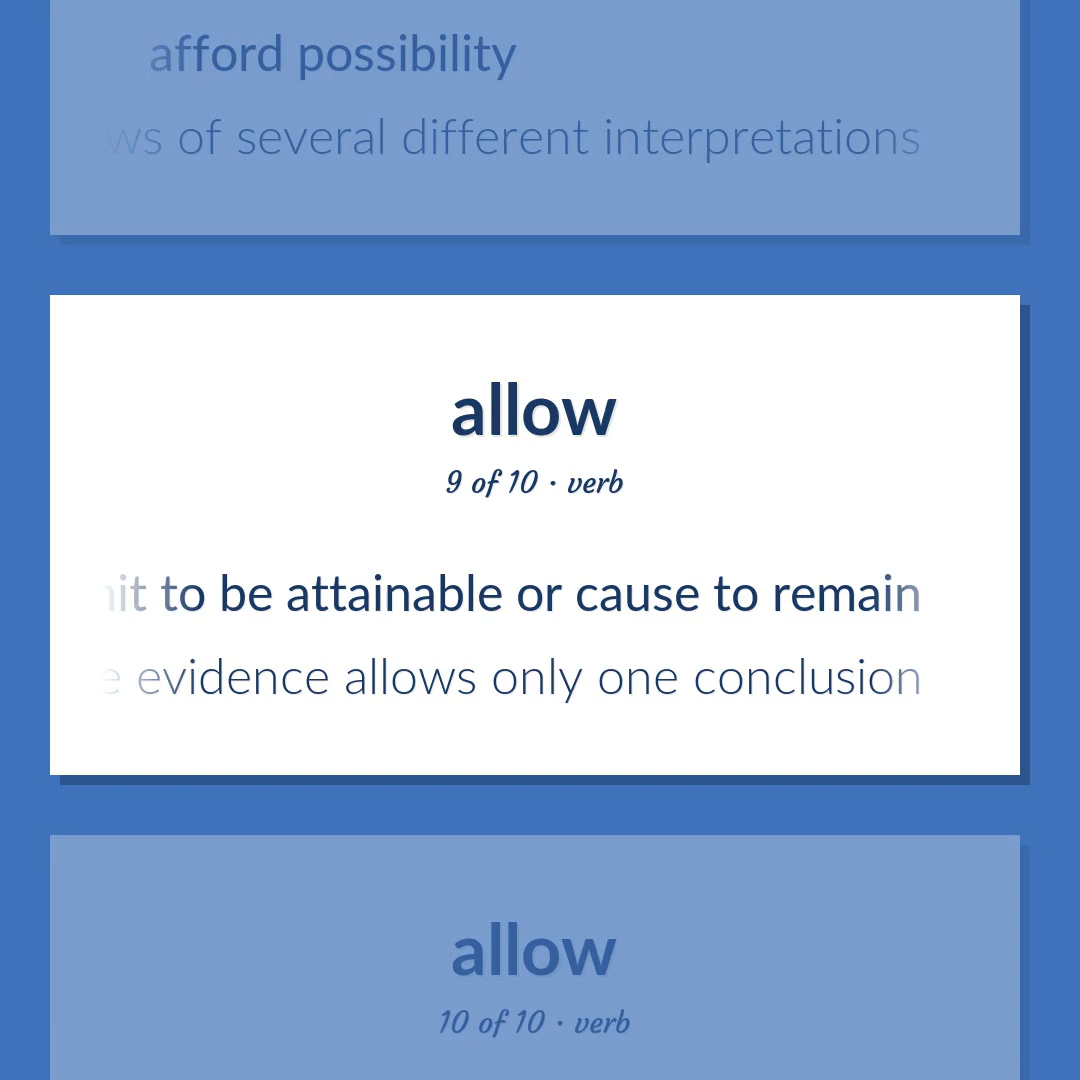 afford possibility
of several different interpretations
allow
9 of 10 · verb
to be attainable or cause to remain
evidence allows only one conclusion
allow
10 of 10 · verb